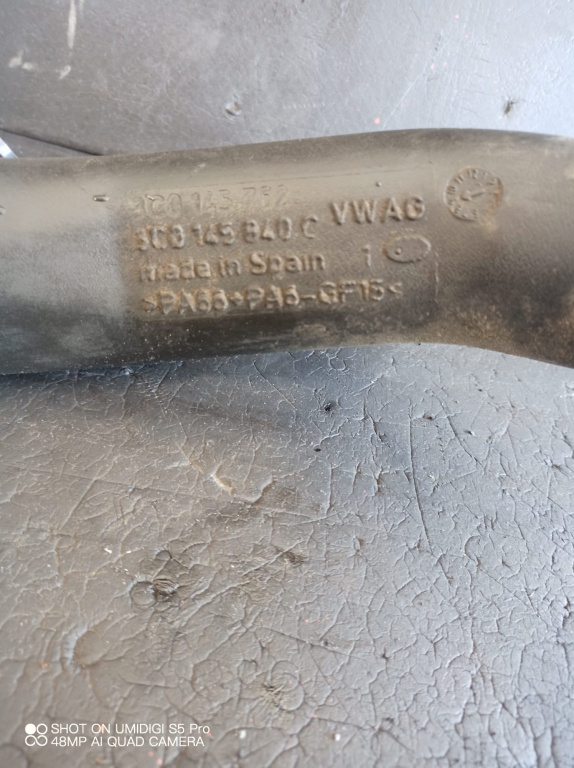 3C0 145 840 C VWAG
made in Spain 1
>PA66+PA6-GF15<
SHOT ON UMIDIGI S5 Pro
48MP AI QUAD CAMERA